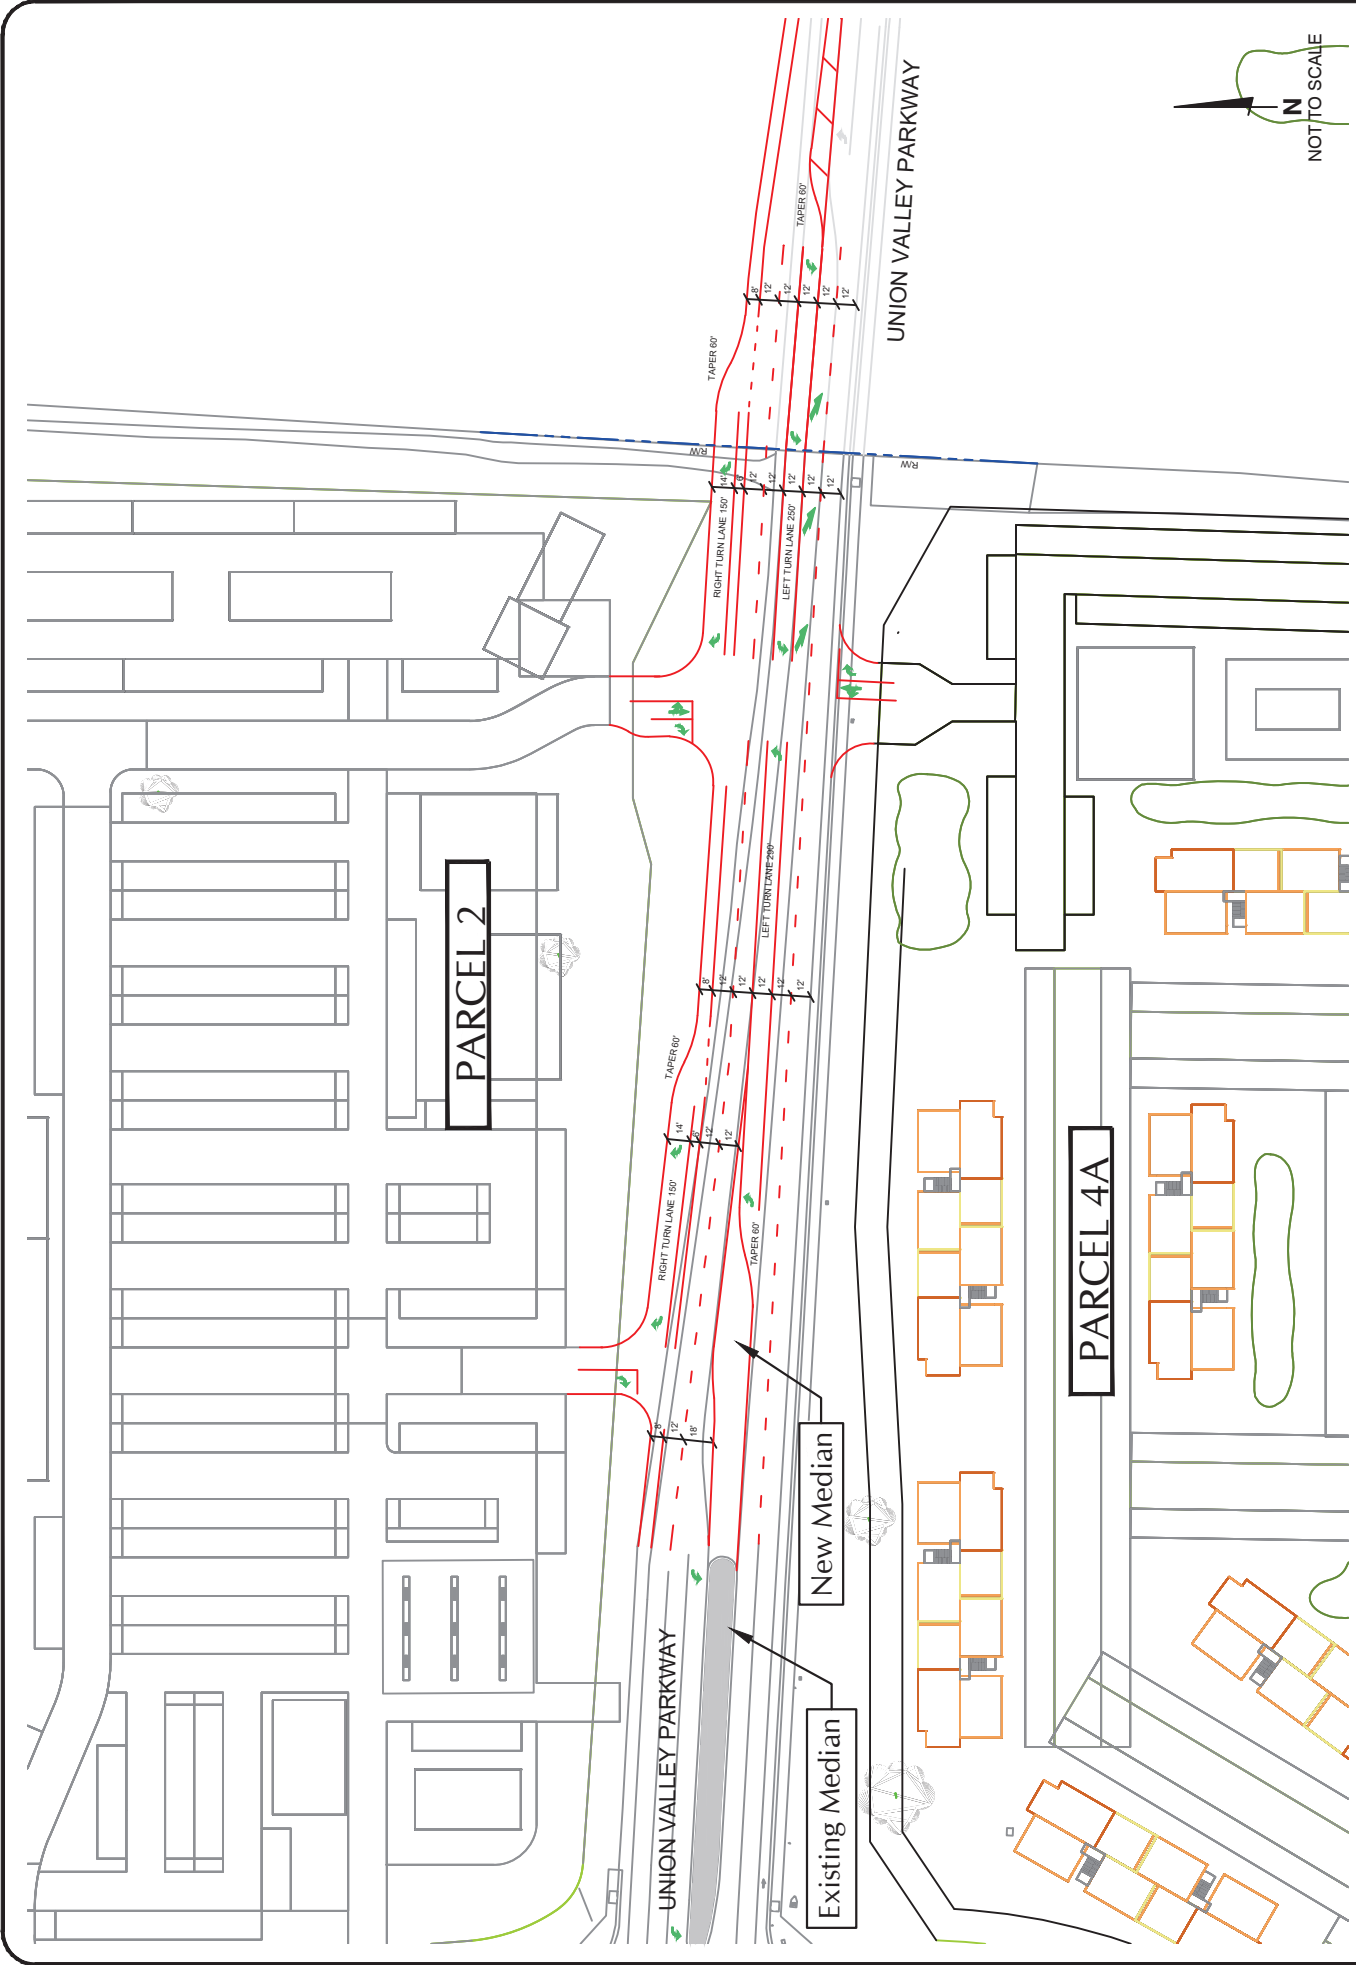 PARCEL 2
UNION VALLEY PARKWAY
8'
12'
18'
RIGHT TURN LANE 150'
14'
6'
12'
12'
TAPER 60'
TAPER 60'
8'
12'
12'
12'
12'
12'
LEFT TURN LANE 290'
RIGHT TURN LANE 150'
LEFT TURN LANE 250'
14'
6'
12'
12'
12'
12'
12'
R/W
R/W
TAPER 60'
8'
12'
12'
12'
12'
12'
TAPER 60'
UNION VALLEY PARKWAY
Existing Median
New Median
PARCEL 4A
N
NOT TO SCALE